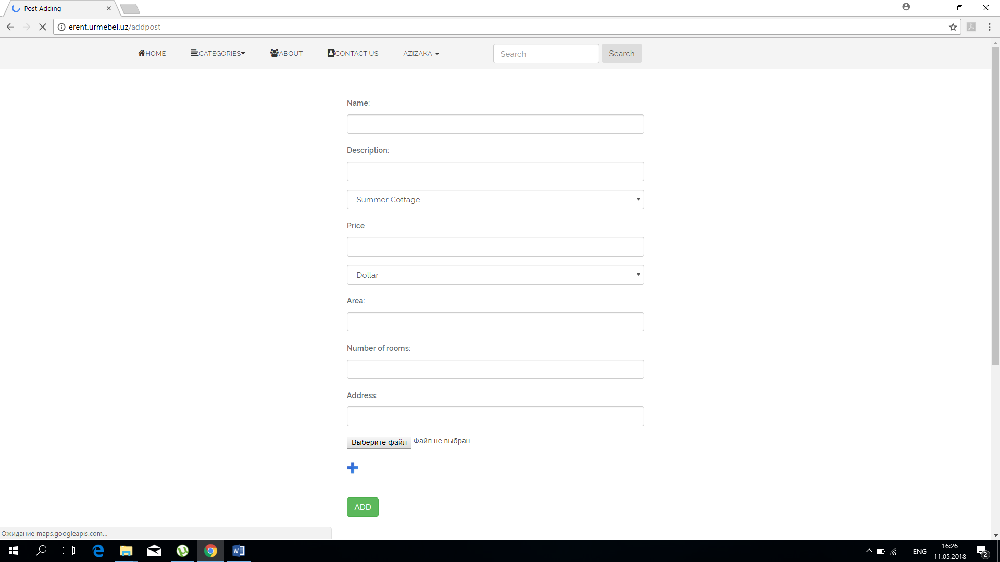 Post Adding
erent.urmebel.uz/addpost
HOME CATEGORIES ABOUT CONTACT US AZIZAKA Search Search
Name:
Description:
Summer Cottage
Price
Dollar
Area:
Number of rooms:
Address:
Выберите файл Файл не выбран
ADD
Ожидание maps.googleapis.com...
ENG 16:26
11.05.2018
2